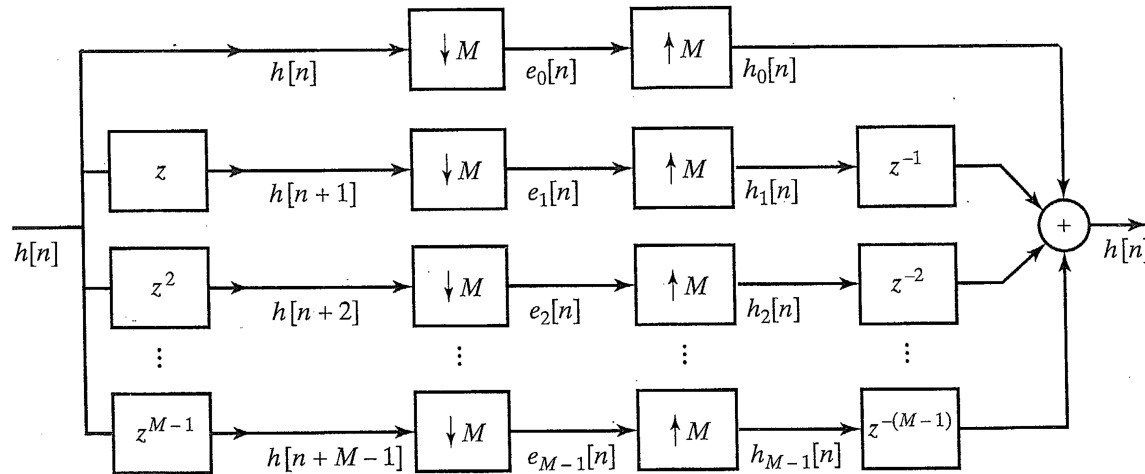 h[n] ↓ M e₀[n] ↑ M h₀[n]
z h[n + 1] ↓ M e₁[n] ↑ M h₁[n] z⁻¹
h[n] + h[n]
z² h[n + 2] ↓ M e₂[n] ↑ M h₂[n] z⁻²
⋮ ⋮ ⋮ ⋮
z^{M−1} h[n + M−1] ↓ M e_{M−1}[n] ↑ M h_{M−1}[n] z^{−(M−1)}